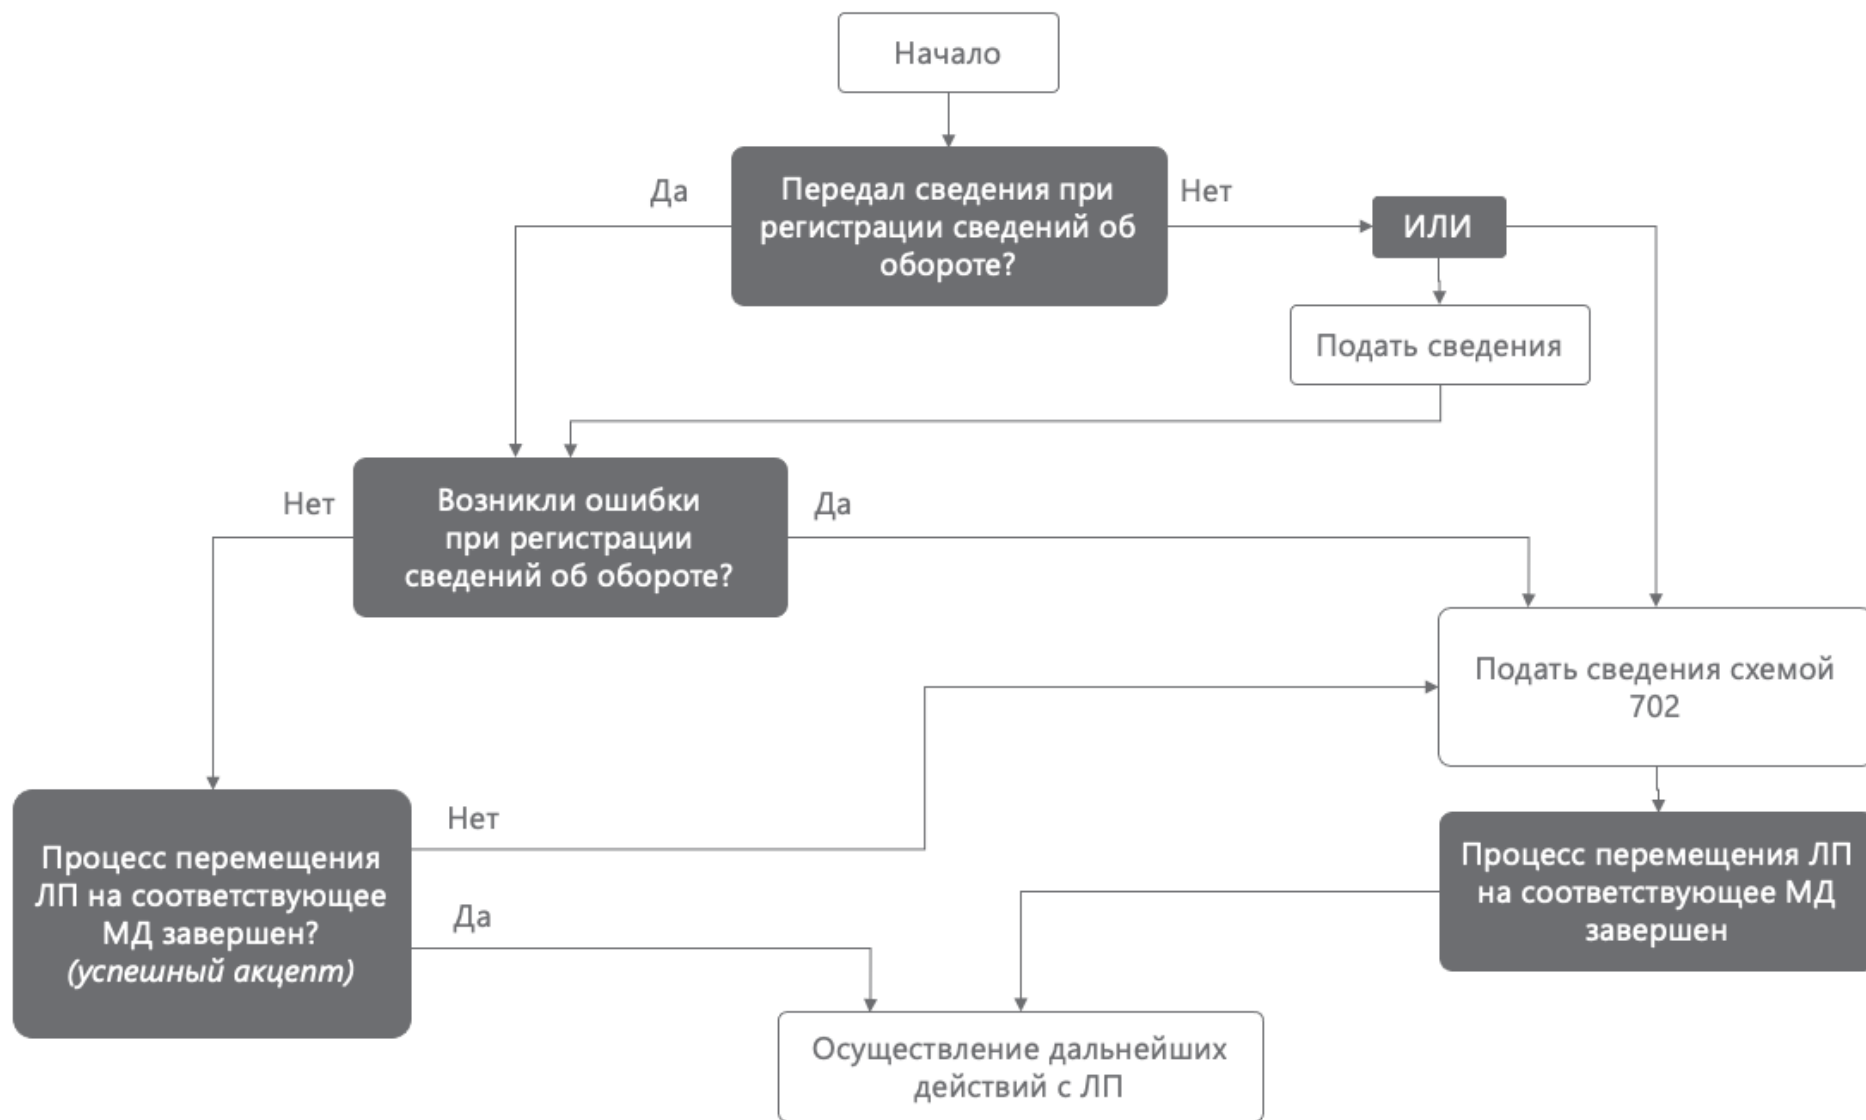 Начало
Да
Передал сведения при
регистрации сведений об
обороте?
Нет
ИЛИ
Подать сведения
Нет
Возникли ошибки
при регистрации
сведений об обороте?
Да
Подать сведения схемой
702
Процесс перемещения
ЛП на соответствующее
МД завершен?
(успешный акцепт)
Нет
Да
Процесс перемещения ЛП
на соответствующее МД
завершен
Осуществление дальнейших
действий с ЛП